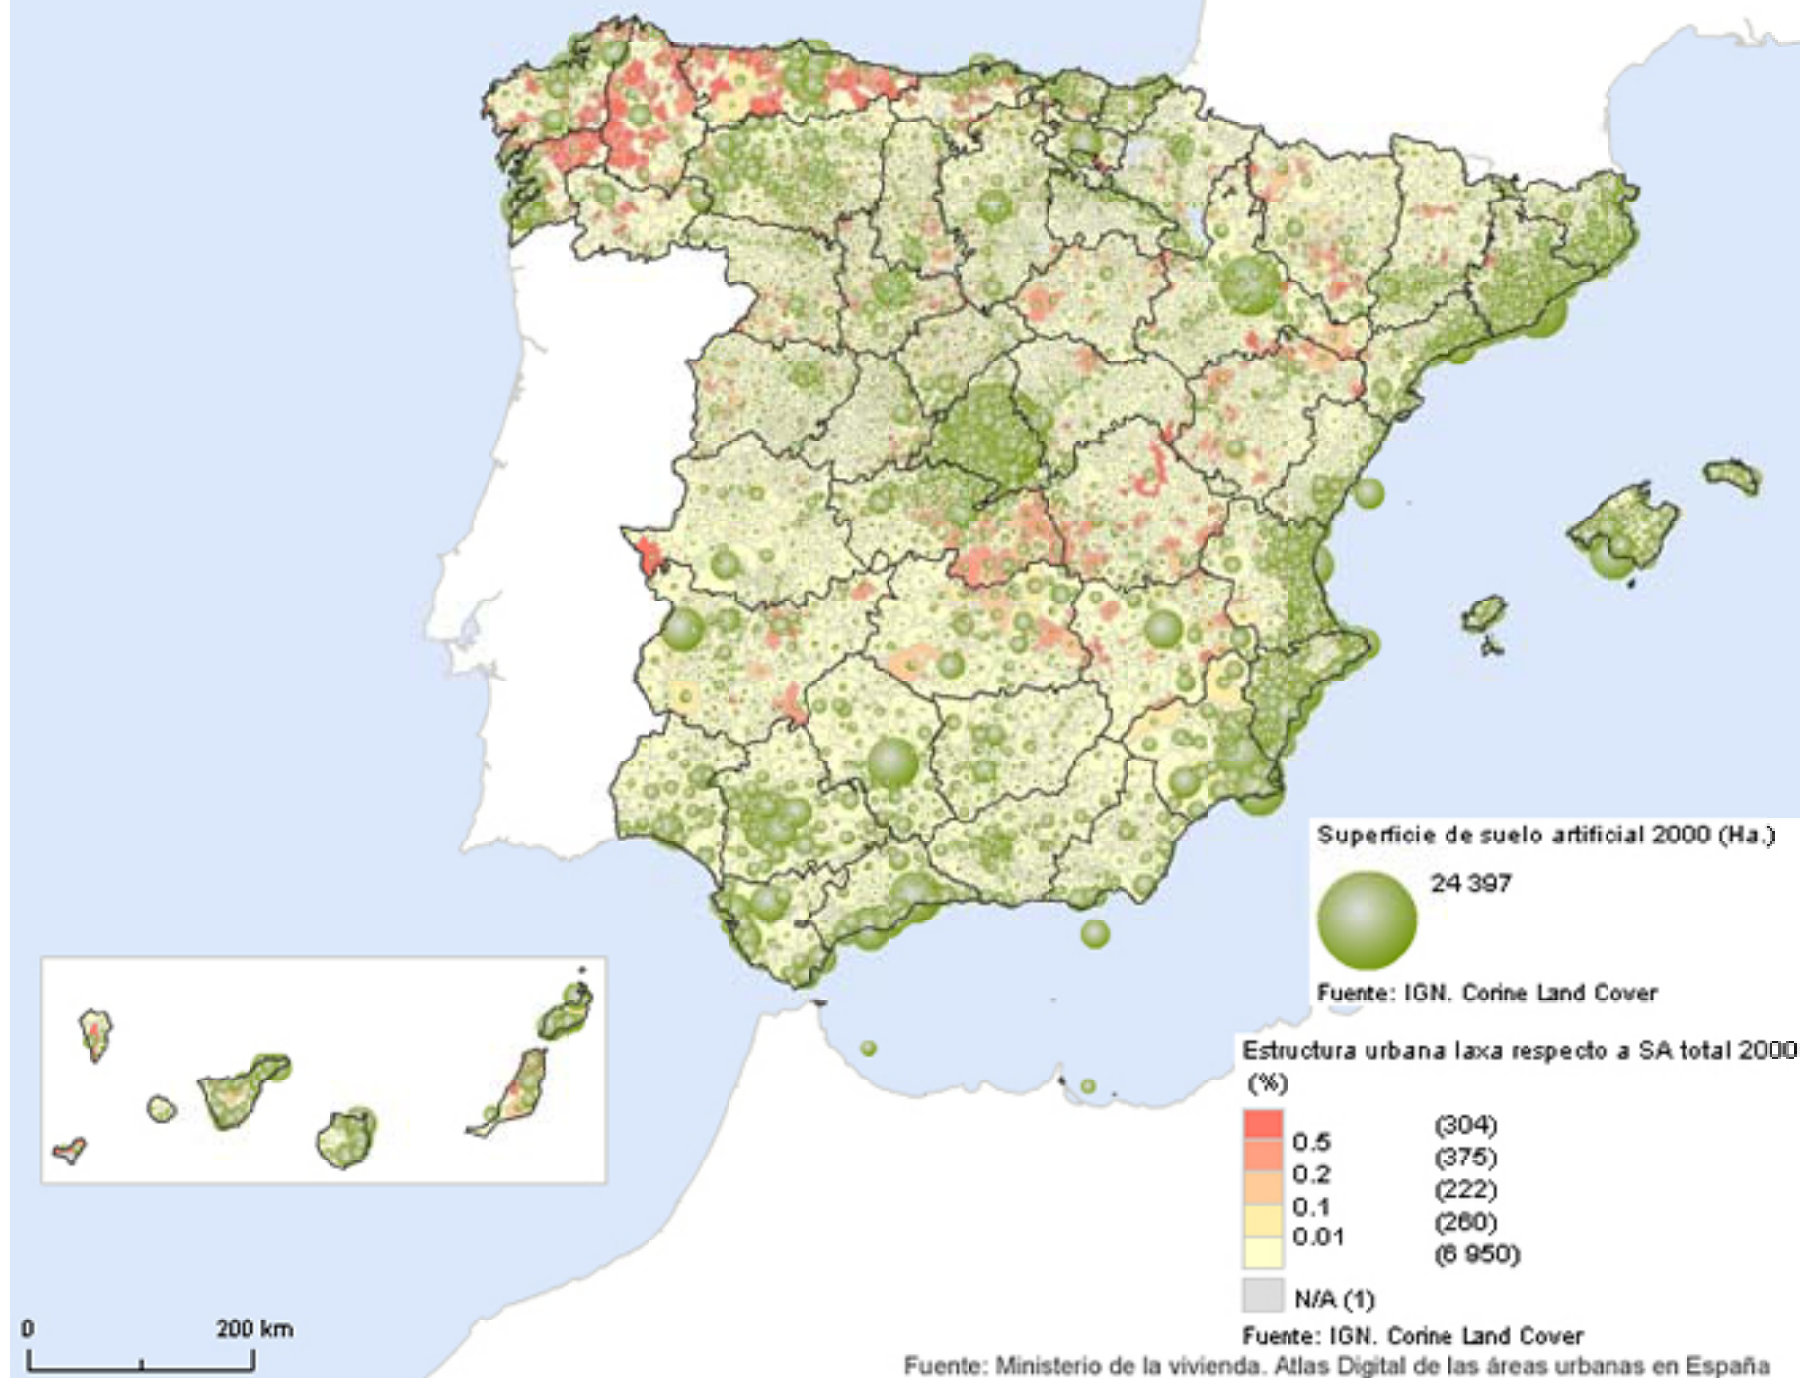 Superficie de suelo artificial 2000 (Ha.)
24 397
Fuente: IGN. Corine Land Cover
Estructura urbana laxa respecto a SA total 2000
(%)
(304)
0.5
(375)
0.2
(222)
0.1
(260)
0.01
(6 950)
N/A (1)
Fuente: IGN. Corine Land Cover
0 200 km
Fuente: Ministerio de la vivienda. Atlas Digital de las áreas urbanas en España